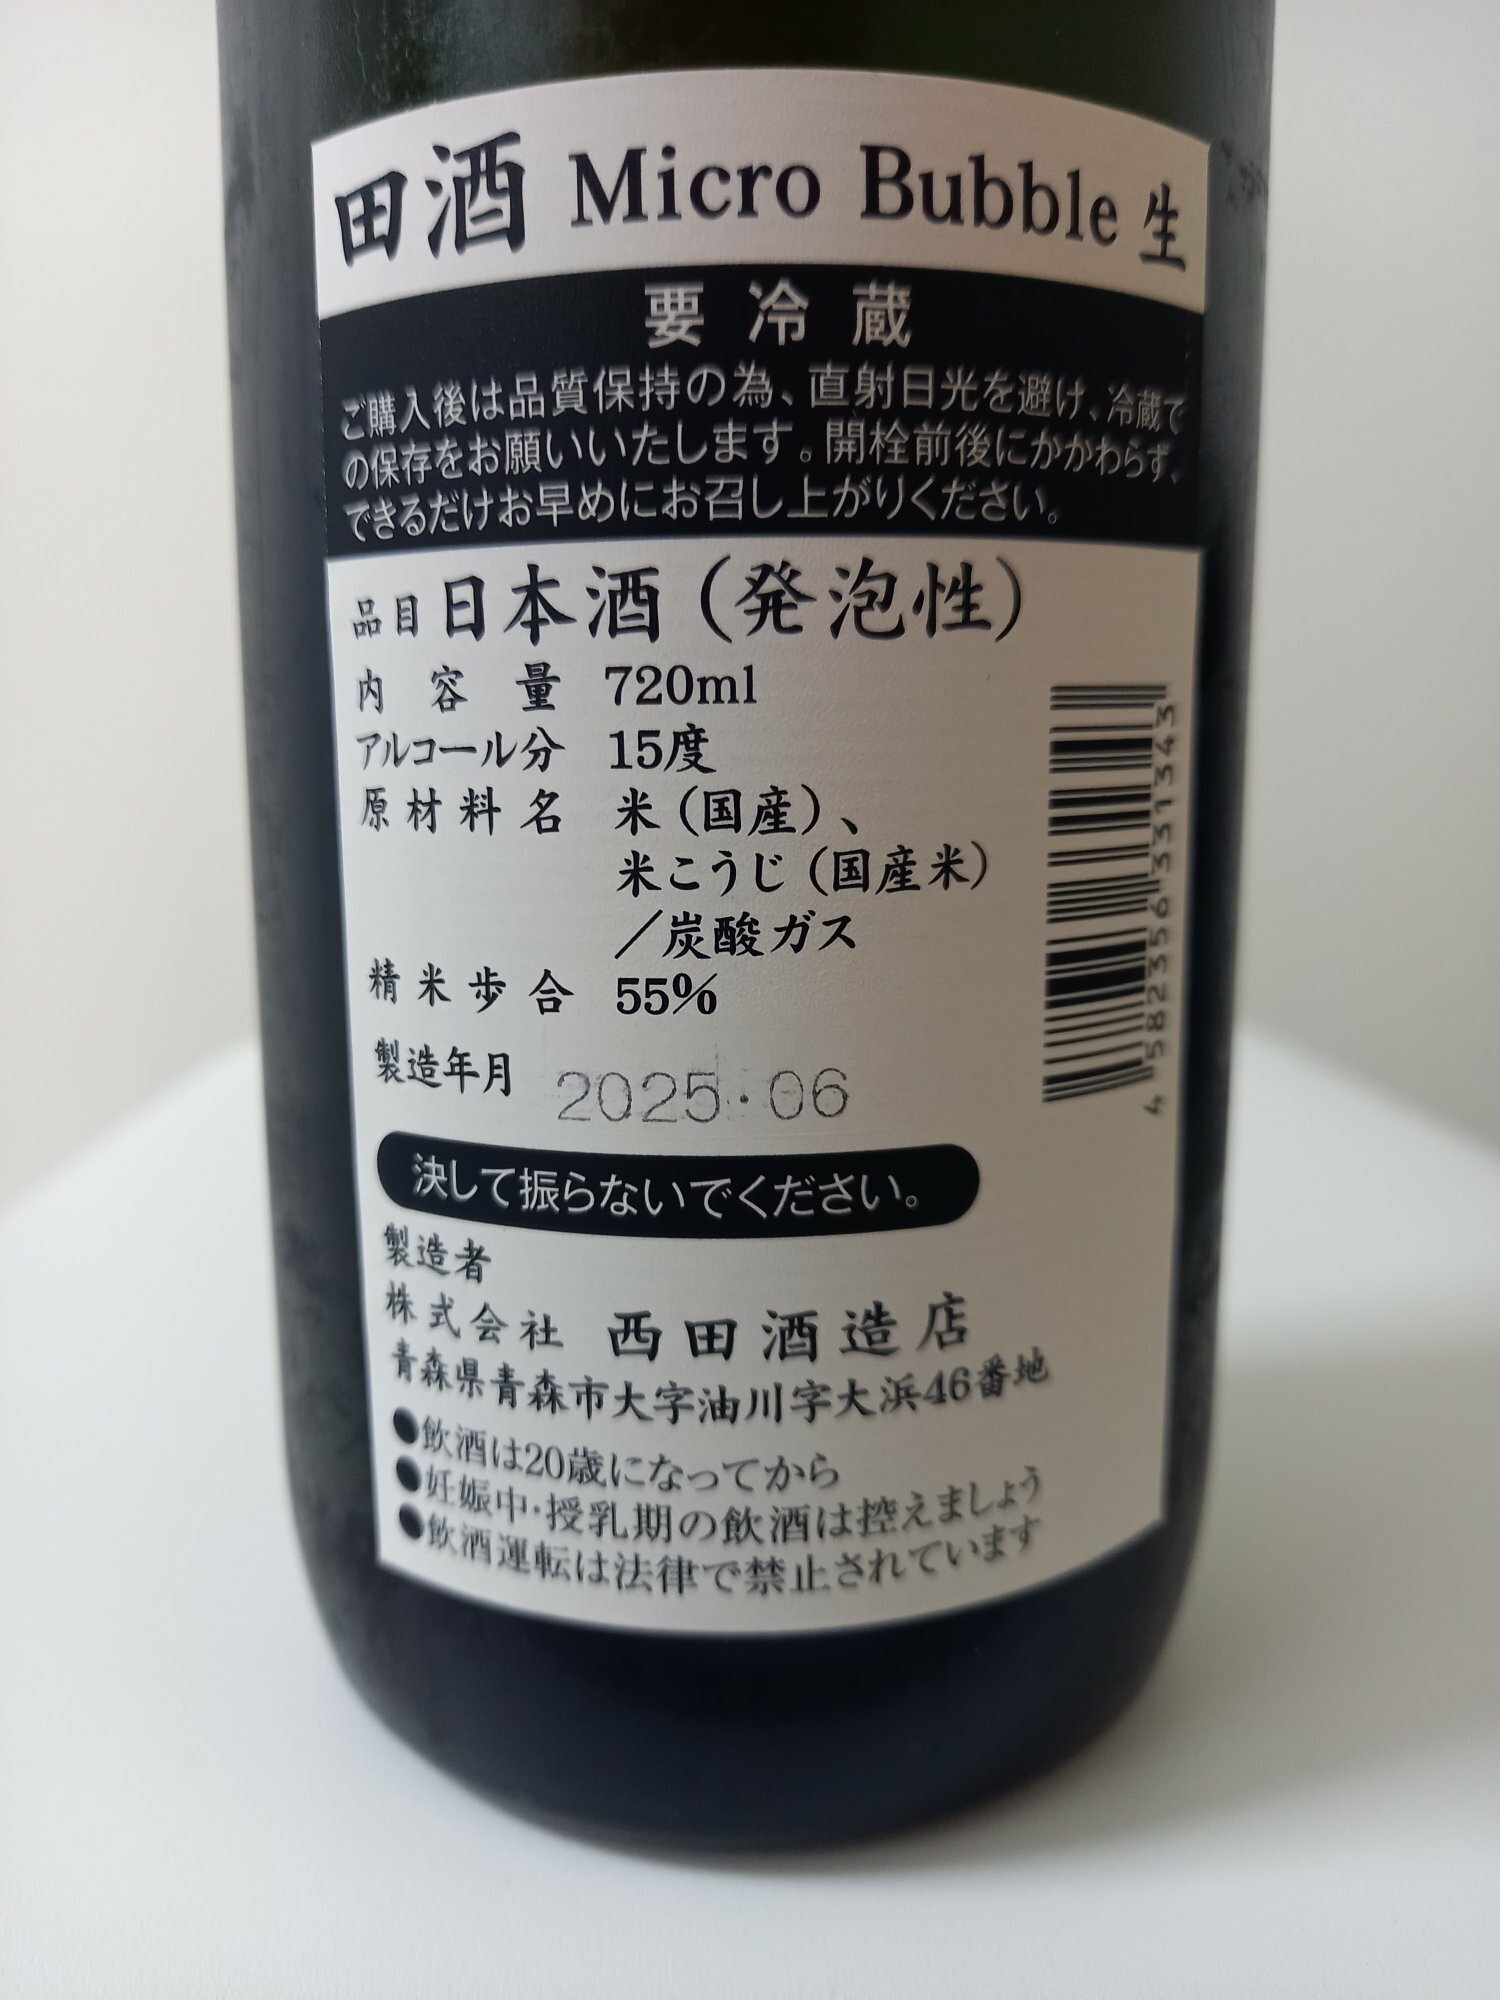 田酒 Micro Bubble 生
要冷蔵
ご購入後は品質保持の為、直射日光を避け、冷蔵で
の保存をお願いいたします。開栓前後にかかわらず、
できるだけお早めにお召し上がりください。
品目 日本酒（発泡性）
内容量 720ml
アルコール分 15度
原材料名 米（国産）、
米こうじ（国産米）
／炭酸ガス
精米歩合 55%
製造年月 2025・06
決して振らないでください。
製造者
株式会社 西田酒造店
青森県青森市大字油川字大浜46番地
●飲酒は20歳になってから
●妊娠中・授乳期の飲酒は控えましょう
●飲酒運転は法律で禁止されています
4 582356 331343